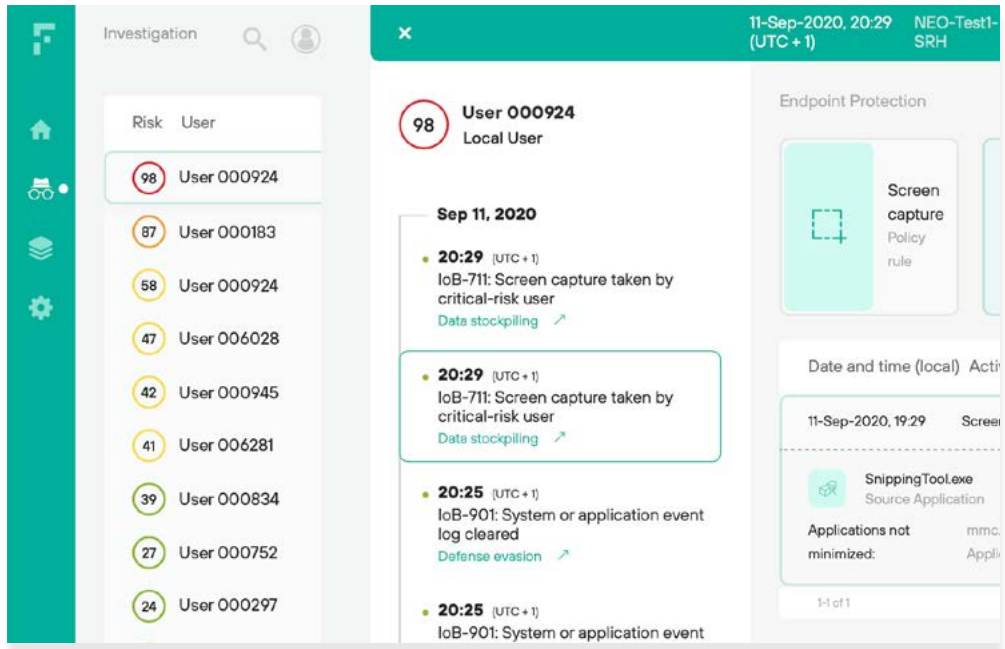 Investigation
Risk User
98 User 000924
87 User 000183
58 User 000924
47 User 006028
42 User 000945
41 User 006281
39 User 000834
27 User 000752
24 User 000297
11-Sep-2020, 20:29
(UTC + 1)
NEO-Test1-
SRH
98
User 000924
Local User
Sep 11, 2020
20:29 (UTC + 1)
IoB-711: Screen capture taken by
critical-risk user
Data stockpiling
20:29 (UTC + 1)
IoB-711: Screen capture taken by
critical-risk user
Data stockpiling
20:25 (UTC + 1)
IoB-901: System or application event
log cleared
Defense evasion
20:25 (UTC + 1)
IoB-901: System or application event
Endpoint Protection
Screen
capture
Policy
rule
Date and time (local) Acti
11-Sep-2020, 19:29 Screen
SnippingTool.exe
Source Application
Applications not
minimized:
mmc.
Appli
1-1 of 1